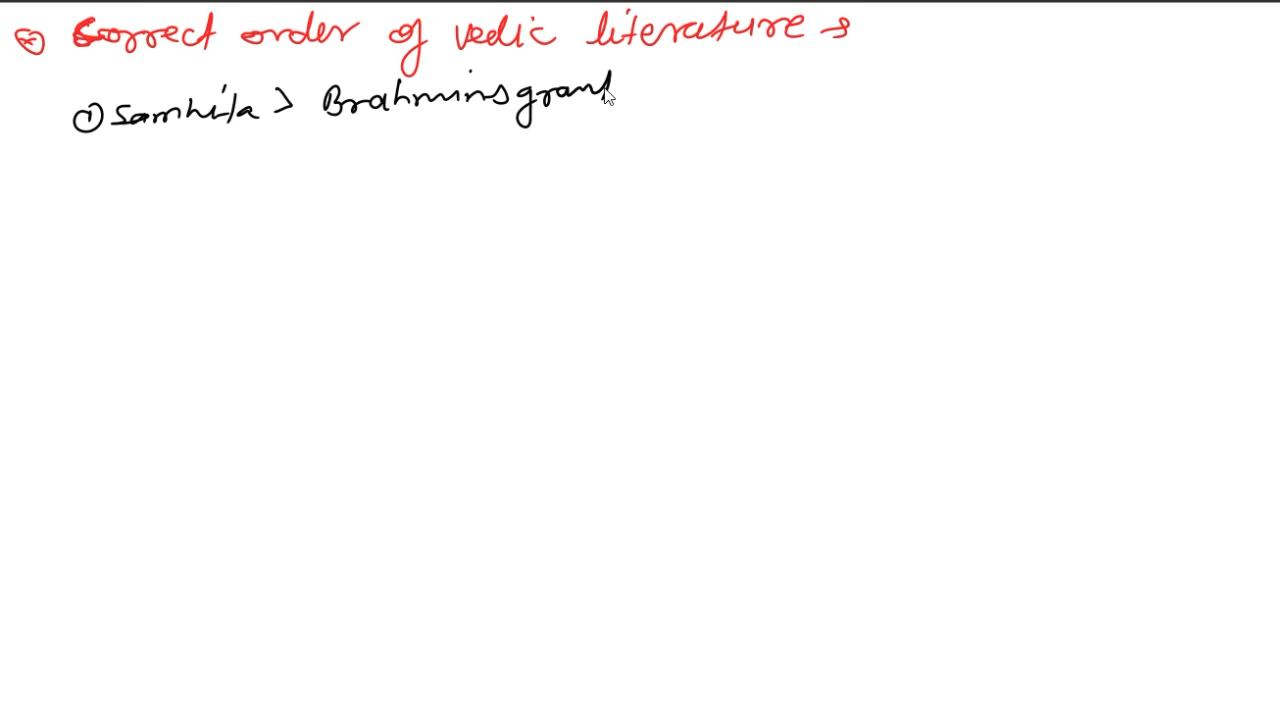 Correct order of vedic literature →
① Samhita > Brahmins grant